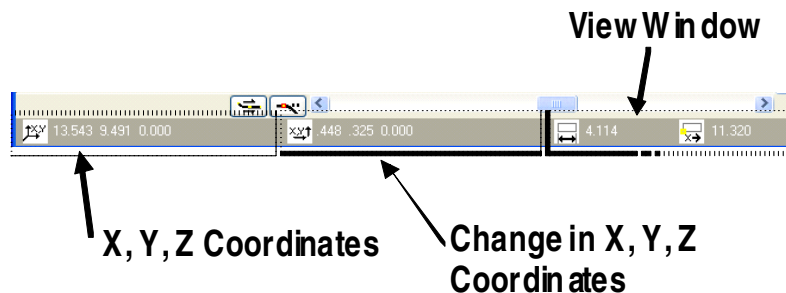 View Window
13.543 9.491 0.000 .448 .325 0.000 4.114 11.320
X, Y, Z Coordinates
Change in X, Y, Z
Coordinates